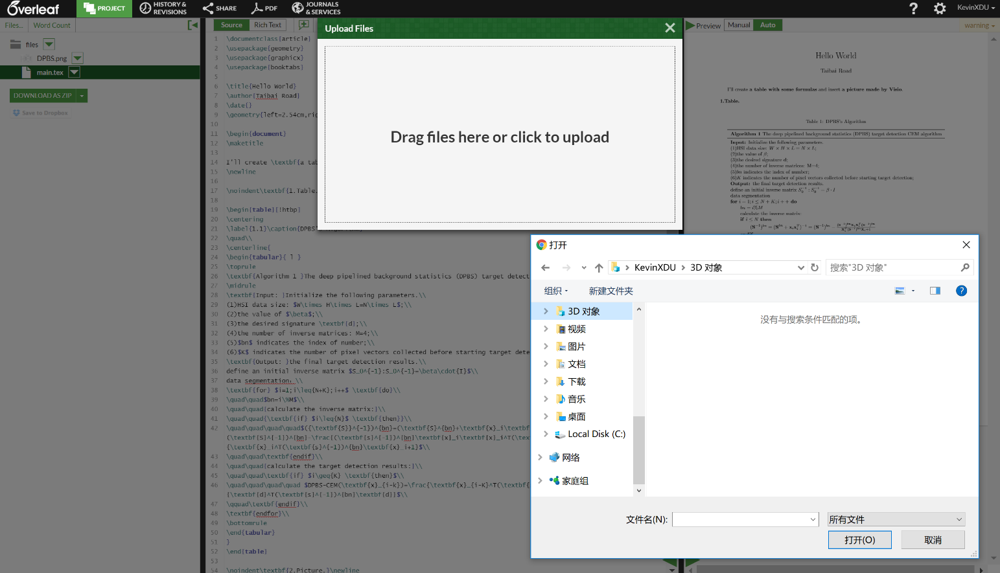 Overleaf
PROJECT
HISTORY & REVISIONS
SHARE
PDF
JOURNALS & SERVICES
KevinXDU
Files...
Word Count
Source
Rich Text
Upload Files
Preview
Manual
Auto
warning
files
DPBS.png
main.tex
DOWNLOAD AS ZIP
Save to Dropbox
1 \documentclass{article}
2 \usepackage{geometry}
3 \usepackage{graphicx}
4 \usepackage{booktabs}
5
6 \title{Hello World}
7 \author{Taibai Road}
8 \date{}
9 \geometry{left=2.54cm,rig
10
11 \begin{document}
12 \maketitle
13
14 I'll create \textbf{a tab
15 \newline
16
17 \noindent\textbf{1.Table.
18
19 \begin{table}[!htbp]
20 \centering
21 \label{1.1}\caption{DPBS
22 \quad\\
23 \centerline{
24 \begin{tabular}{ l }
25 \toprule
26 \textbf{Algorithm 1 }The deep pipelined background statistics (DPBS) target detect
27 \midrule
28 \textbf{Input: }Initialize the following parameters.\\
29 (1)HSI data size: $W\times H\times L=N\times L$;\\
30 (2)the value of $\beta$;\\
31 (3)the desired signature \textbf{d};\\
32 (4)the number of inverse matrices: M=4;\\
33 (5)$bn$ indicates the index of number;\\
34 (6)$K$ indicates the number of pixel vectors collected before starting target dete
35 \textbf{Output: }the final target detection results.\\
36 define an initial inverse matrix $S_0^{-1}:S_0^{-1}=\beta\cdot{I}$\\
37 data segmentation.\\
38 \textbf{for} $i=1;i\leq{N+K};i++$ \textbf{do}\\
39 \quad\quad$bn=i\%M$\\
40 \quad\quad[calculate the inverse matrix:]\\
41 \quad\quad{\textbf{if} $i\leq{N}$ \textbf{then}}\\
42 \quad\quad\quad\quad$({\textbf{S}}^{-1})^{bn}=(\textbf{S}^{bn}+\textbf{x}_i\textb
(\textbf{S}^{-1})^{bn}-\frac{(\textbf{s}^{-1})^{bn}\textbf{x}_i\textbf{x}_i^T(\text
{\textbf{x}_i^T(\textbf{s}^{-1})^{bn}\textbf{x}_i+1}$\\
43 \quad\quad\textbf{endif}\\
44 \quad\quad[calculate the target detection results:]\\
45 \quad\quad\textbf{if} $i\geq{K} \textbf{then}$\\
46 \quad\quad\quad\quad $DPBS-CEM(\textbf{x}_{i-k})=\frac{\textbf{x}_{i-K}^T(\textbf{
{\textbf{d}^T(\textbf{s}^{-1})^{bn}\textbf{d}}$\\
47 \qquad\textbf{endif}\\
48 \textbf{endfor}\\
49 \bottomrule
50 \end{tabular}
51 }
52 \end{table}
53
54 \noindent\textbf{2.Picture.}\newline
Drag files here or click to upload
Hello World
Taibai Road
I'll create a table with some formulas and insert a picture made by Visio.
1.Table.
Table 1: DPBS's Algorithm
Algorithm 1 The deep pipelined background statistics (DPBS) target detection CEM algorithm
Input: Initialize the following parameters.
(1)HSI data size: W × H × L = N × L;
(2)the value of β;
(3)the desired signature d;
(4)the number of inverse matrices: M=4;
(5)bn indicates the index of number;
(6)K indicates the number of pixel vectors collected before starting target detection;
Output: the final target detection results.
define an initial inverse matrix S_0^{-1} : S_0^{-1} = β · I
data segmentation
for i = 1; i ≤ N + K; i + + do
bn = i%M
calculate the inverse matrix:
if i ≤ N then
打开
KevinXDU
3D 对象
搜索"3D 对象"
组织
新建文件夹
3D 对象
视频
图片
文档
下载
音乐
桌面
Local Disk (C:)
网络
家庭组
没有与搜索条件匹配的项。
文件名(N):
所有文件
打开(O)
取消